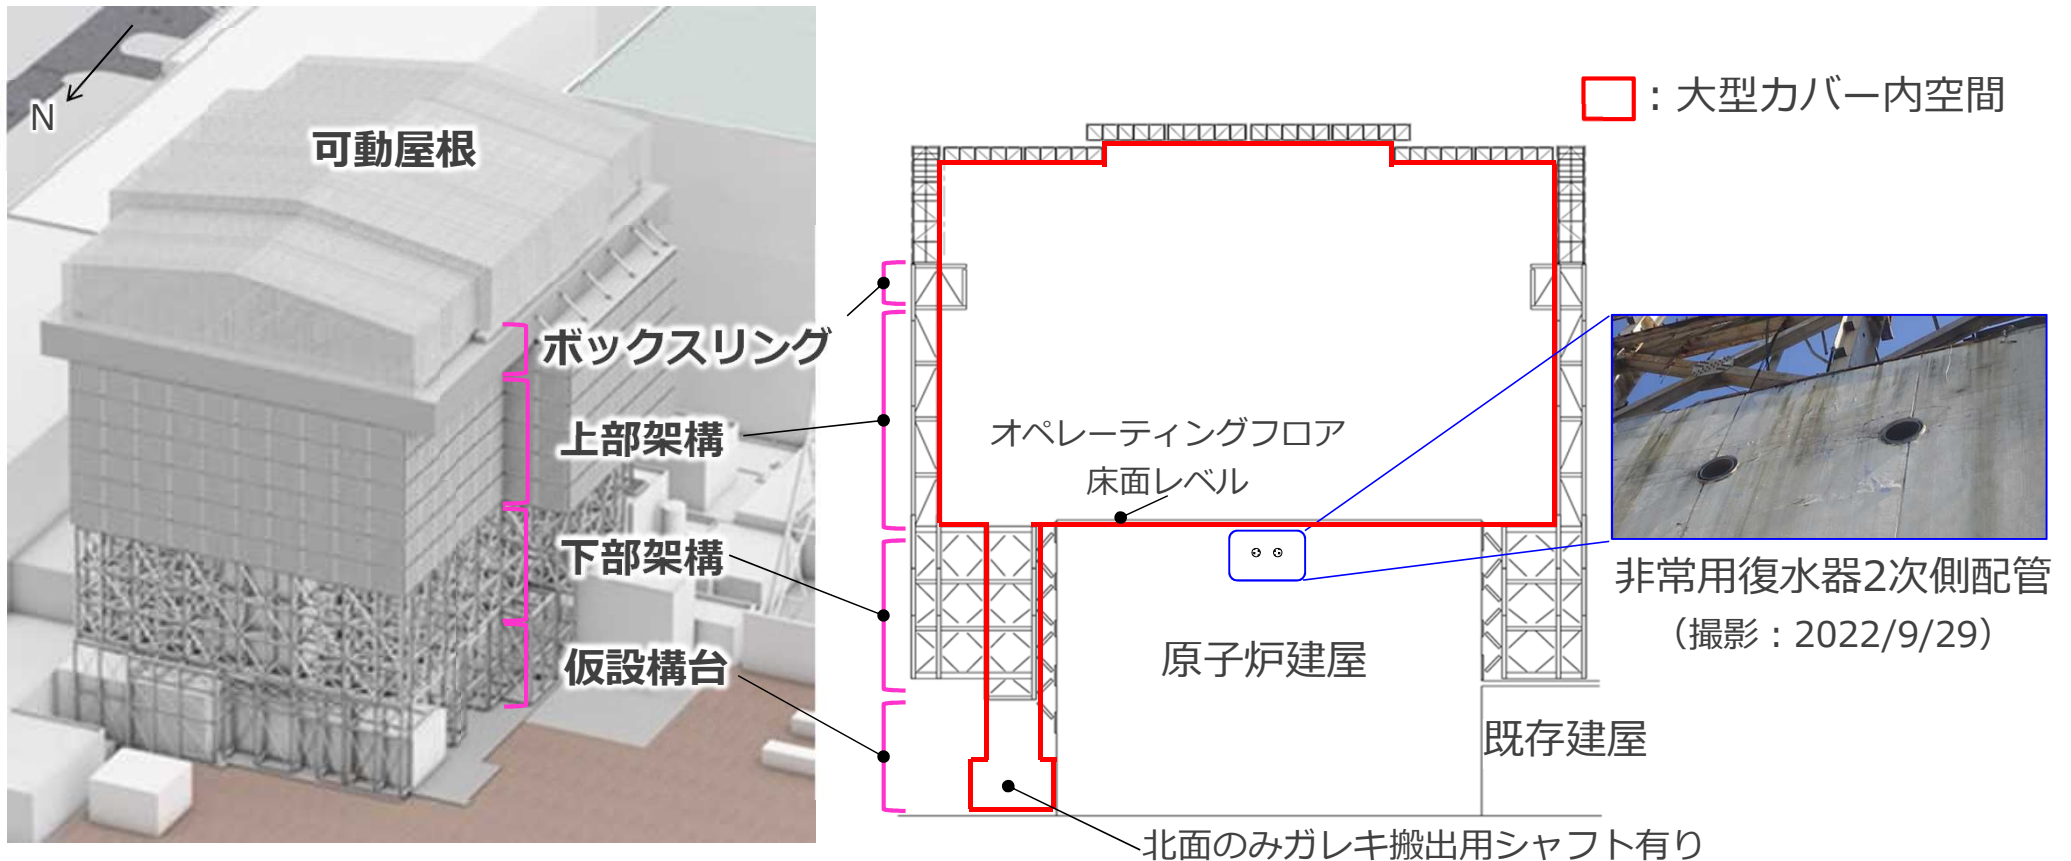 N
可動屋根
ボックスリング
上部架構
下部架構
仮設構台
：大型カバー内空間
オペレーティングフロア
床面レベル
非常用復水器2次側配管
（撮影：2022/9/29）
原子炉建屋
既存建屋
北面のみガレキ搬出用シャフト有り